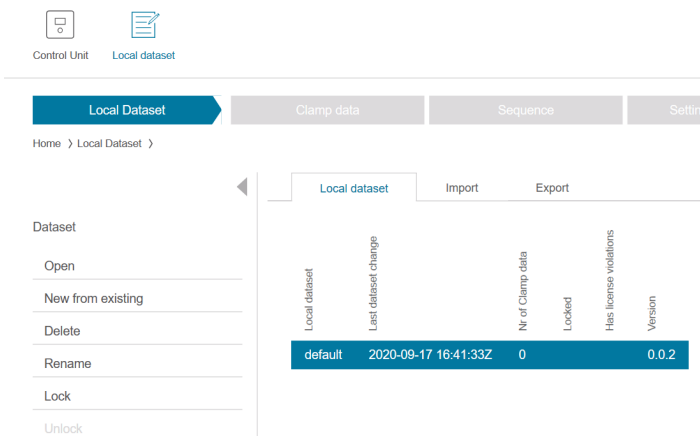 Control Unit
Local dataset
Local Dataset
Clamp data
Sequence
Settin
Home > Local Dataset >
Local dataset
Import
Export
Dataset
Open
New from existing
Delete
Rename
Lock
Unlock
Local dataset
Last dataset change
Nr of Clamp data
Locked
Has license violations
Version
default 2020-09-17 16:41:33Z 0 0.0.2